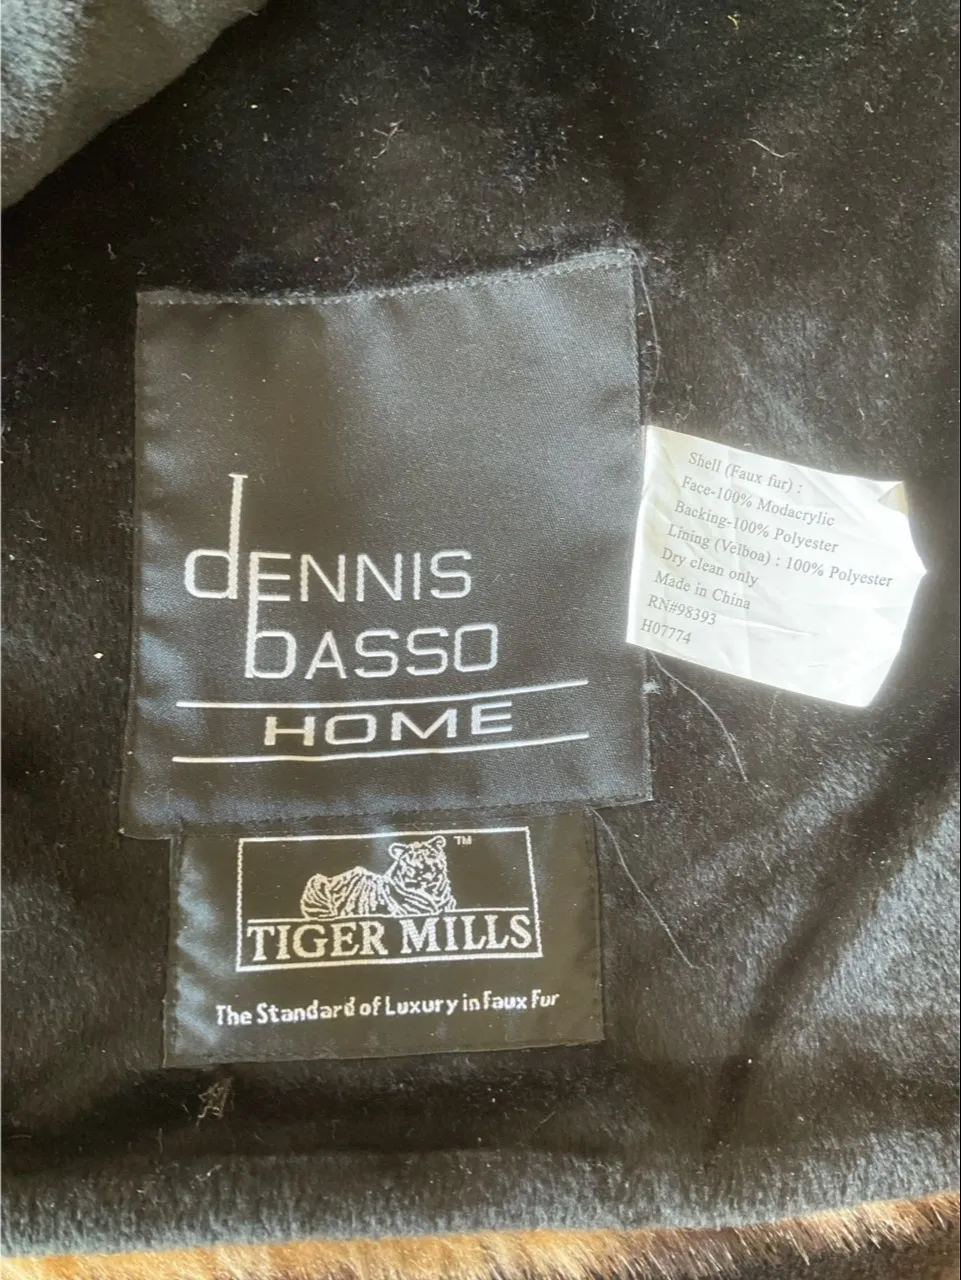 dENNIS
bASSO
HOME
TIGER MILLS
TM
The Standard of Luxury in Faux Fur
Shell (Faux fur) :
Face-100% Modacrylic
Backing-100% Polyester
Lining (Velboa) : 100% Polyester
Dry clean only
Made in China
RN#98393
H07774